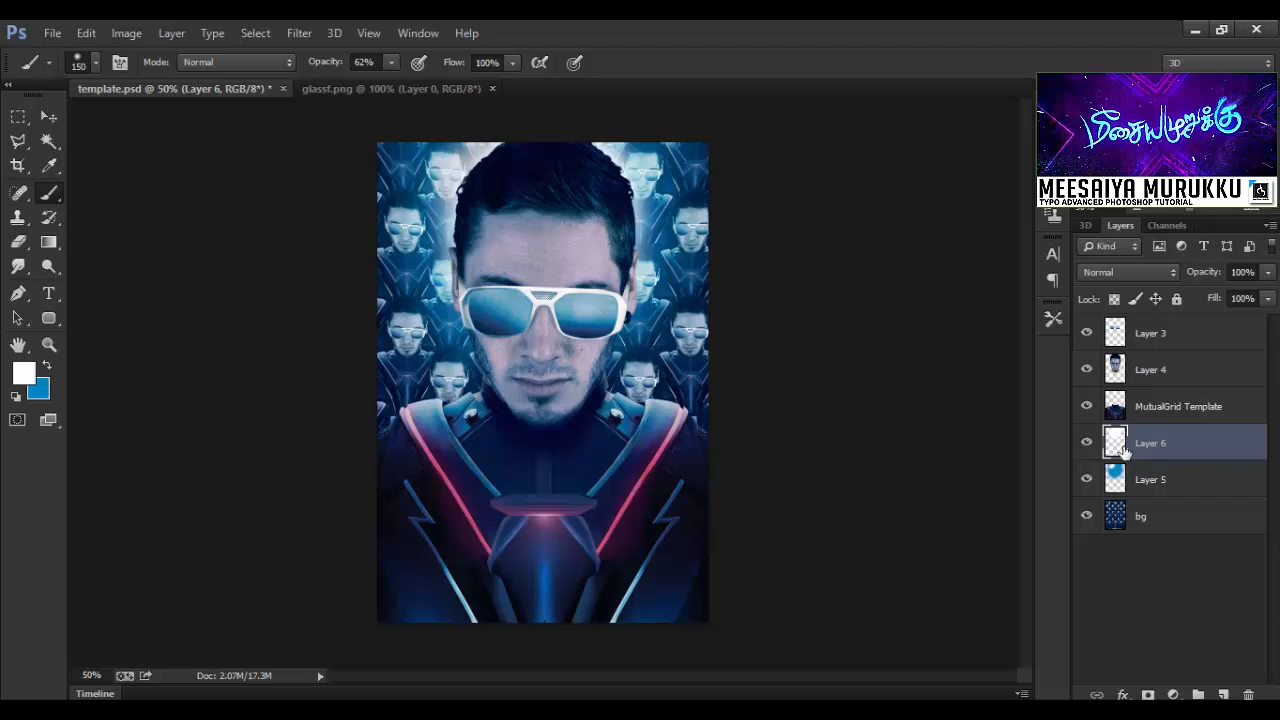 Ps File Edit Image Layer Type Select Filter 3D View Window Help
150 Mode: Normal Opacity: 62% Flow: 100% 3D
template.psd @ 50% (Layer 6, RGB/8*) * × glassf.png @ 100% (Layer 0, RGB/8*) ×
மீசையமுறுக்கு
MEESAIYA MURUKKU
TYPO ADVANCED PHOTOSHOP TUTORIAL
3D Layers Channels
Kind
Normal Opacity: 100%
Lock: Fill: 100%
Layer 3
Layer 4
MutualGrid Template
Layer 6
Layer 5
bg
50% Doc: 2.07M/17.3M
Timeline